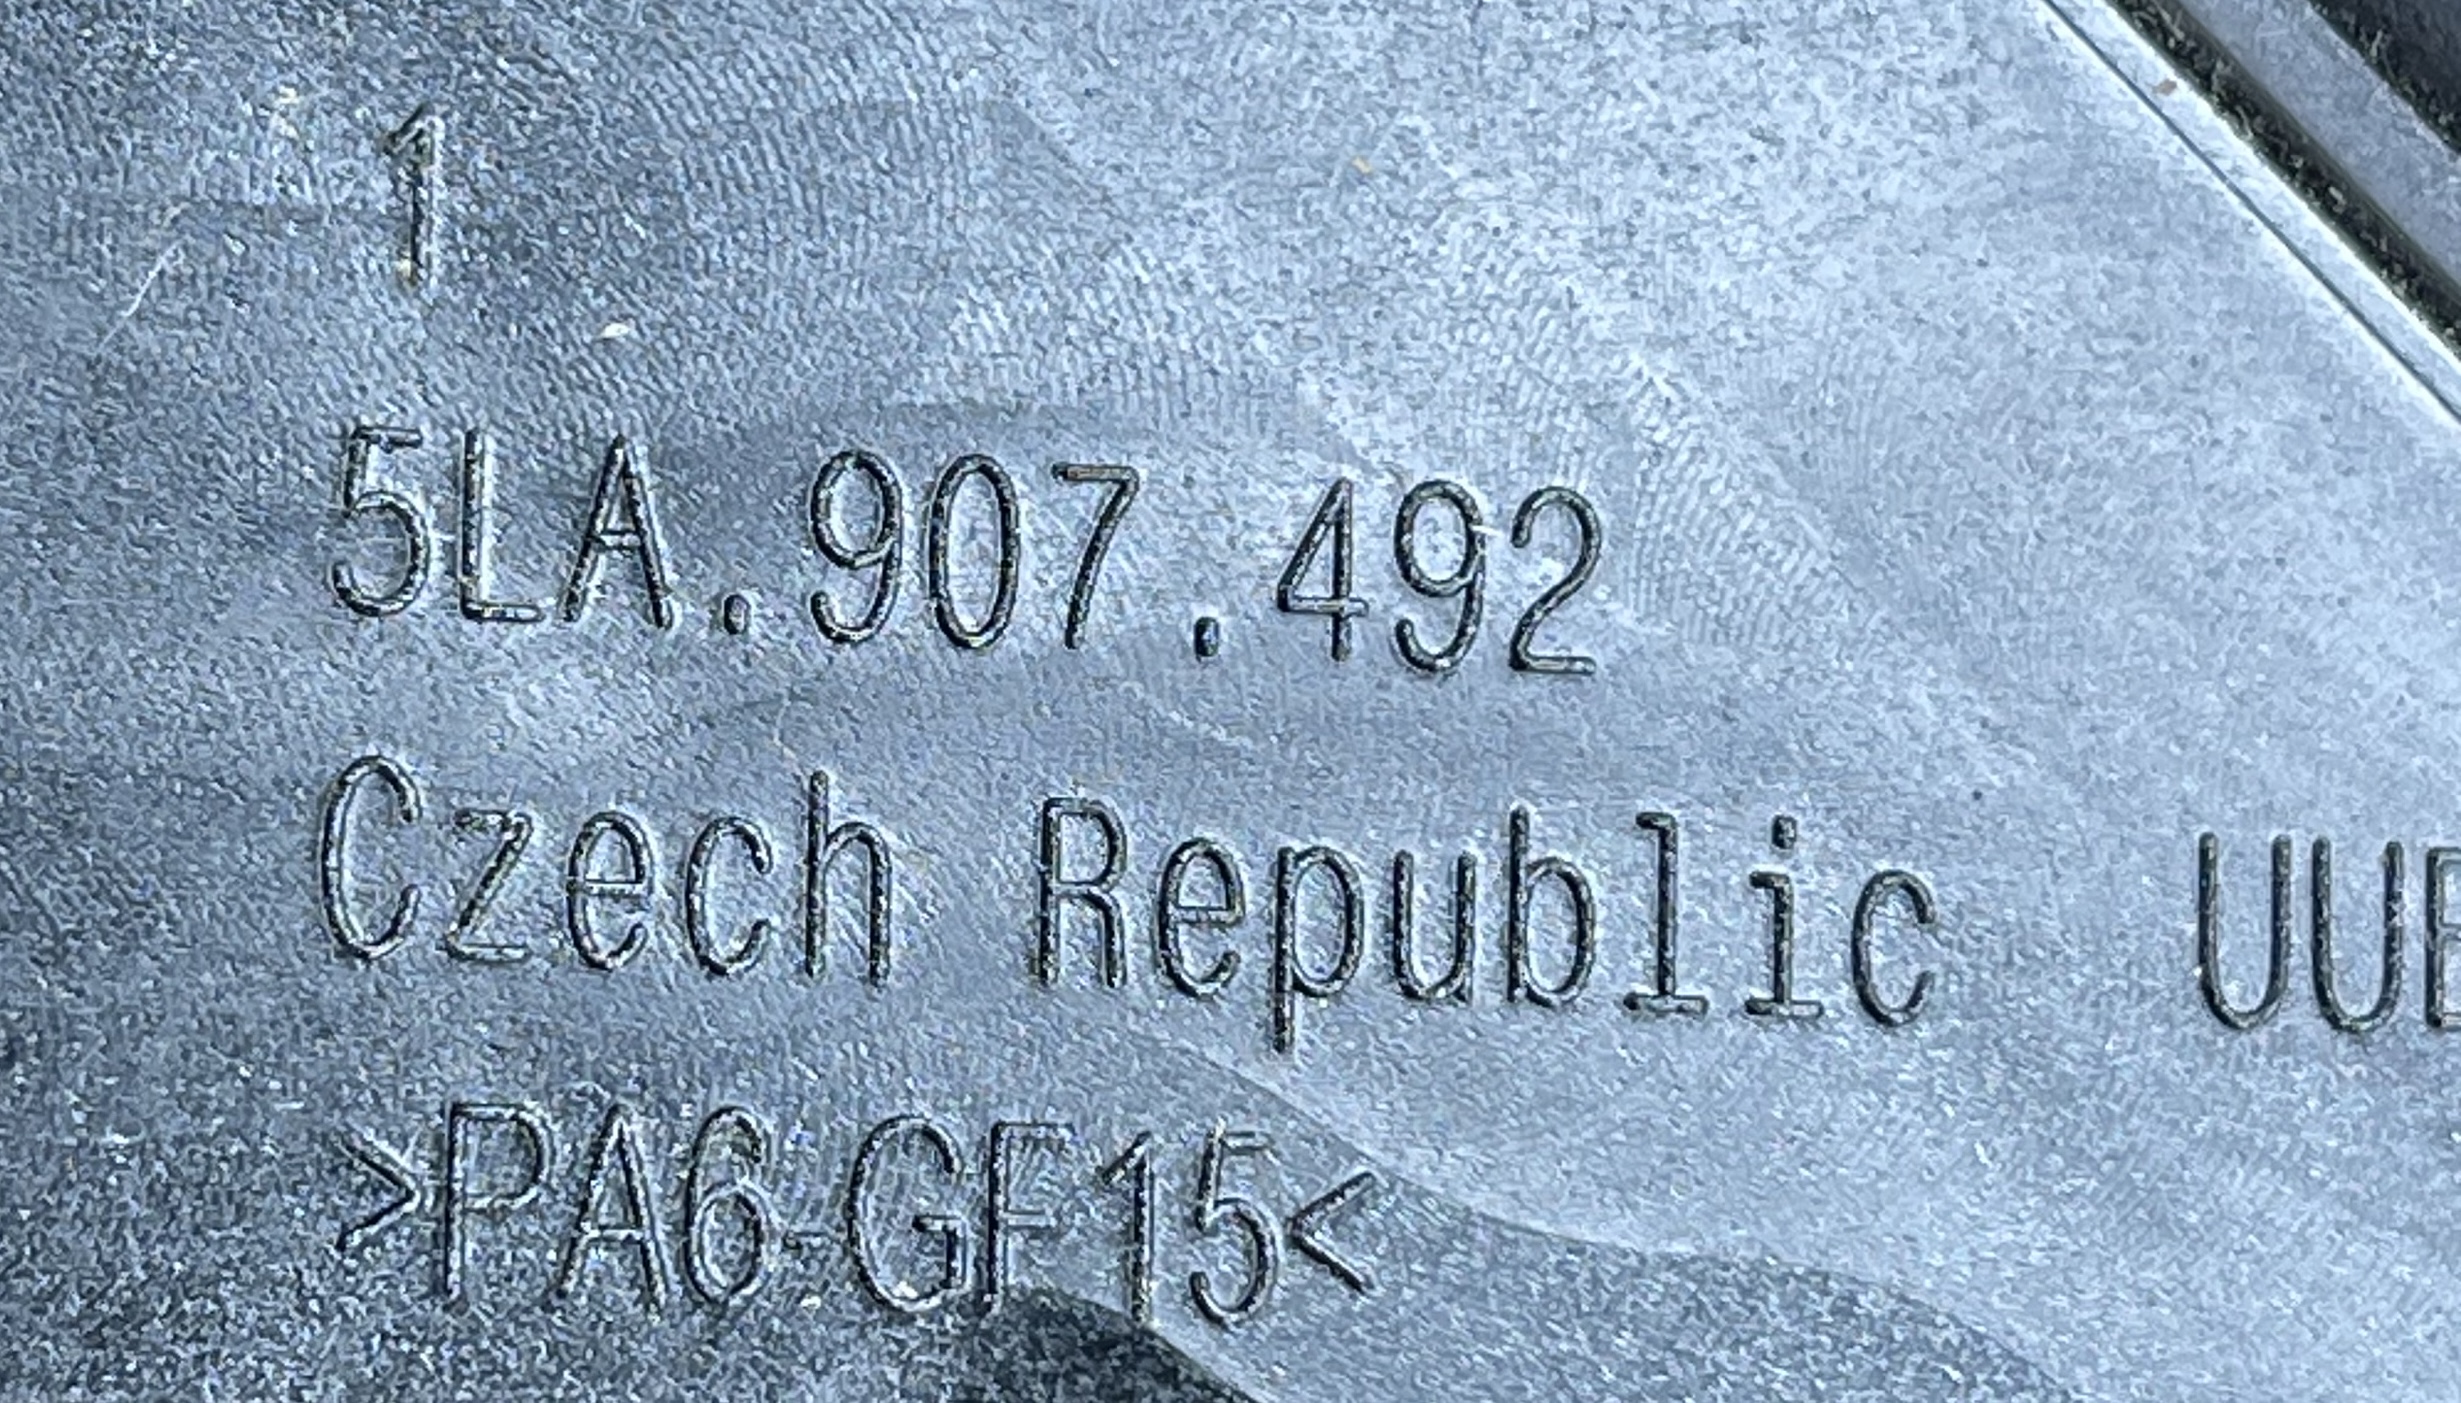 1
5LA.907.492
Czech Republic
>PA6-GF15<